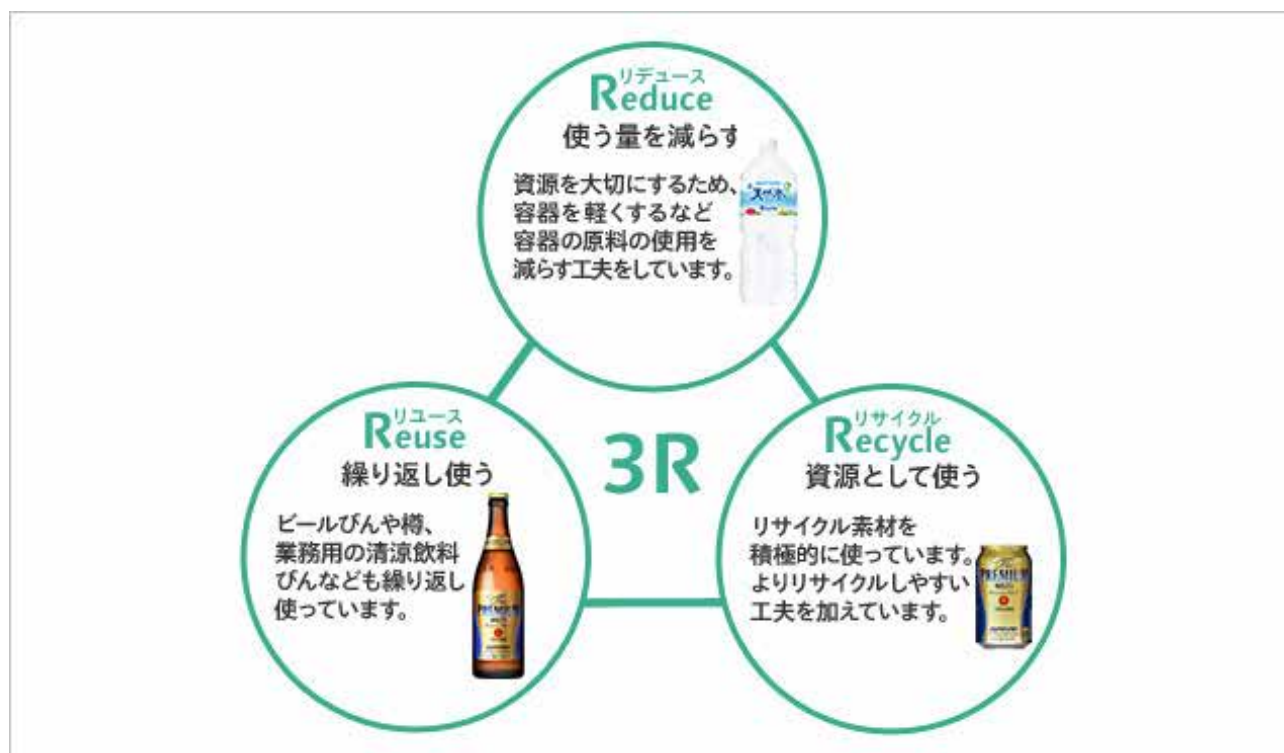 リデュース
Reduce
使う量を減らす
資源を大切にするため、
容器を軽くするなど
容器の原料の使用を
減らす工夫をしています。
リユース
Reuse
繰り返し使う
ビールびんや樽、
業務用の清涼飲料
びんなども繰り返し
使っています。
PREMIUM
3R
リサイクル
Recycle
資源として使う
リサイクル素材を
積極的に使っています。
よりリサイクルしやすい
工夫を加えています。
The
PREMIUM